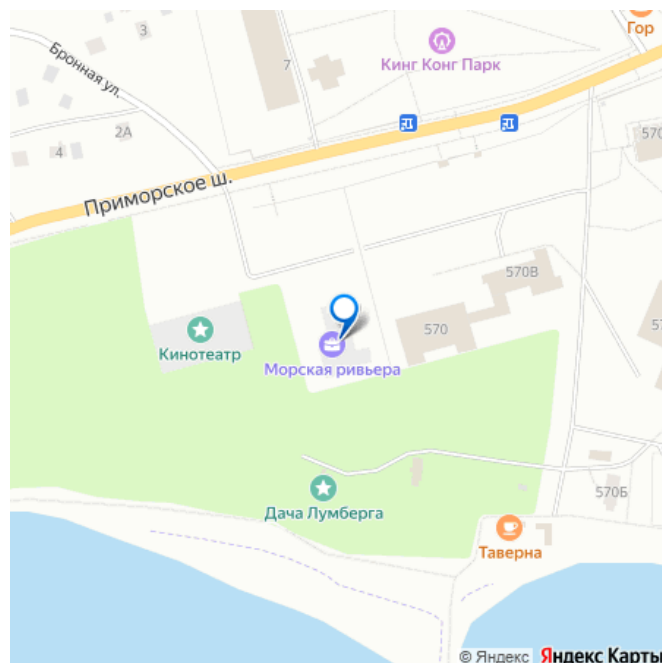 Гор
3
Бронная ул.
Кинг Конг Парк
7
2А
4
570
Приморское ш.
570В
570
57
Кинотеатр
Морская ривьера
570Б
Дача Лумберга
Таверна
© Яндекс Яндекс Карты